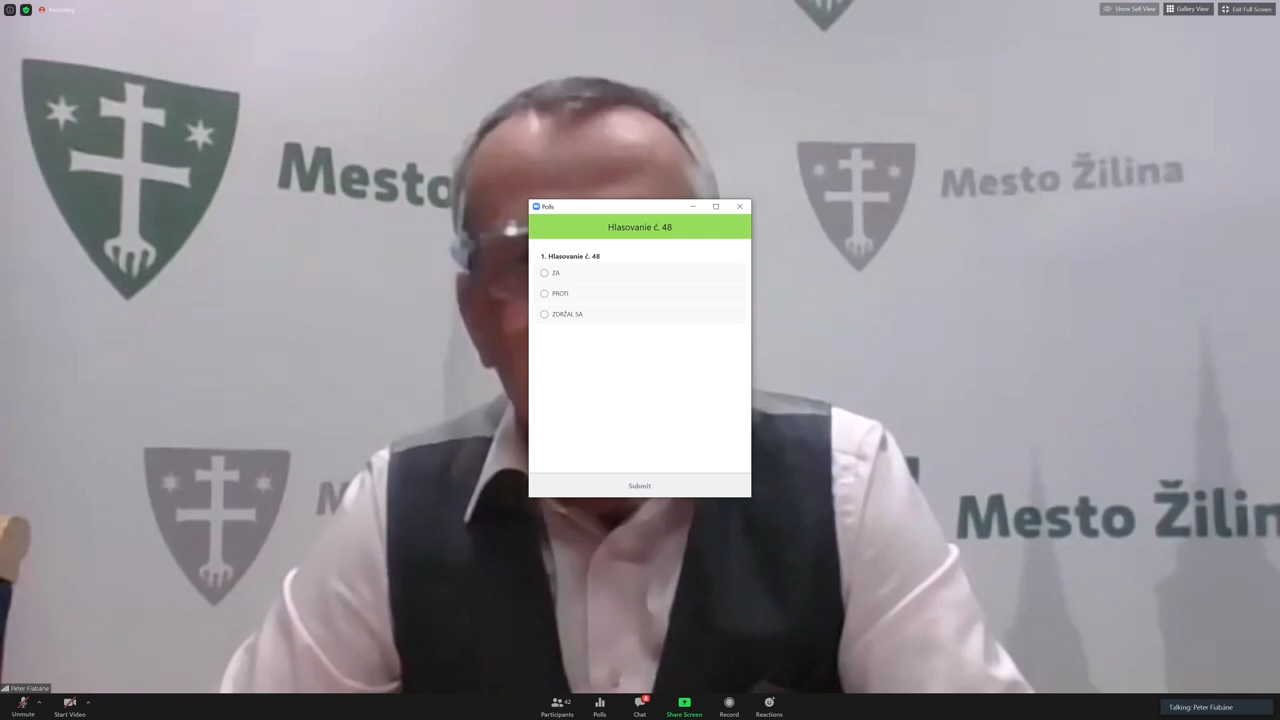 Recording
Show Self View
Gallery View
Exit Full Screen
Mesto
Mesto Žilina
Polls
Hlasovanie č. 48
1. Hlasovanie č. 48
ZA
PROTI
ZDRŽAL SA
Submit
M
Mesto Žilin
Peter Fiabáne
Unmute
Start Video
Participants
42
Polls
Chat
8
Share Screen
Record
Reactions
Talking: Peter Fiabáne